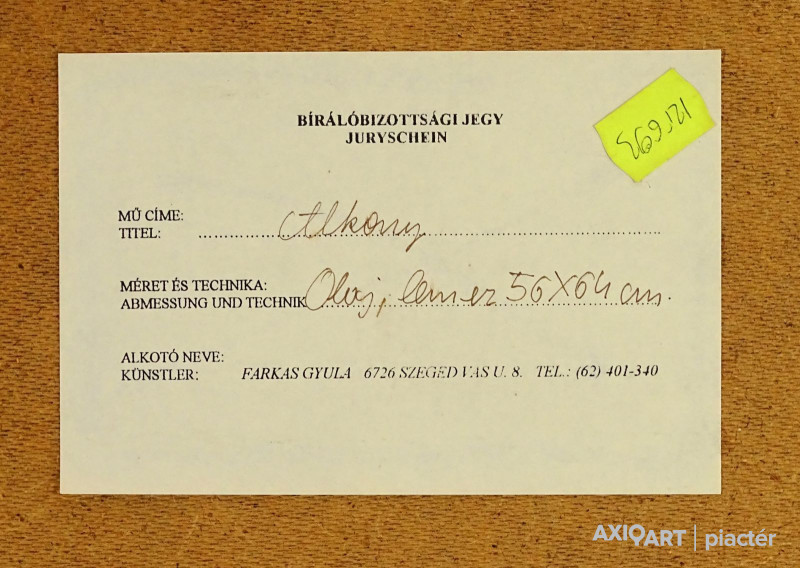 BÍRÁLÓBIZOTTSÁGI JEGY
JURYSCHEIN
MŰ CÍME:
TITEL: Alkony
MÉRET ÉS TECHNIKA:
ABMESSUNG UND TECHNIK Olaj, lemez 56X64 cm.
ALKOTÓ NEVE:
KÜNSTLER: FARKAS GYULA 6726 SZEGED VAS U. 8. TEL.: (62) 401-340
AXIOART | piactér